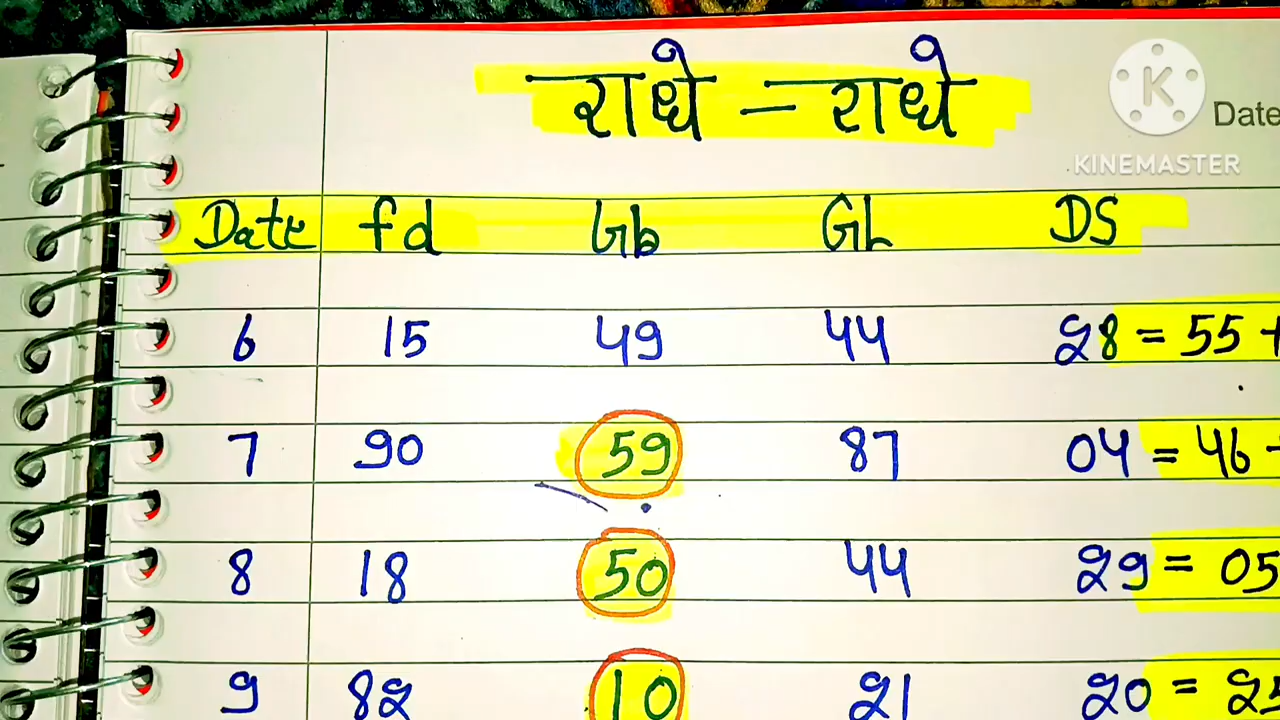 राधे – राधे
K
KINEMASTER
Date
Date fd Gb GL DS
6 15 49 44 28 = 55 +
7 90 59 87 04 = 46 +
8 18 50 44 29 = 05
9 82 10 21 20 = 25